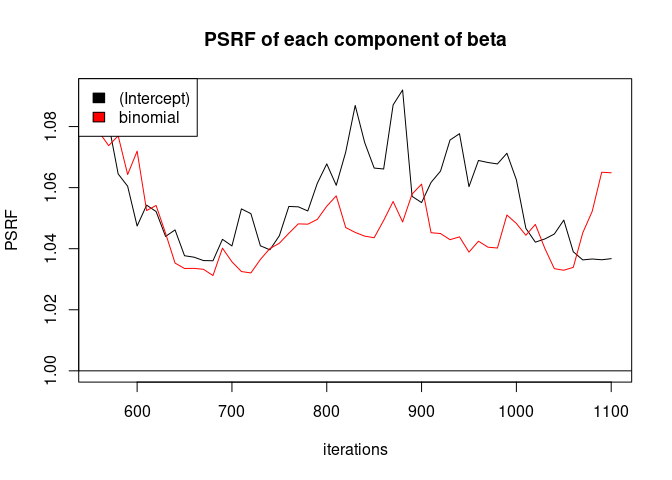 PSRF of each component of beta
(Intercept)
binomial
PSRF
1.08
1.06
1.04
1.02
1.00
600 700 800 900 1000 1100
iterations